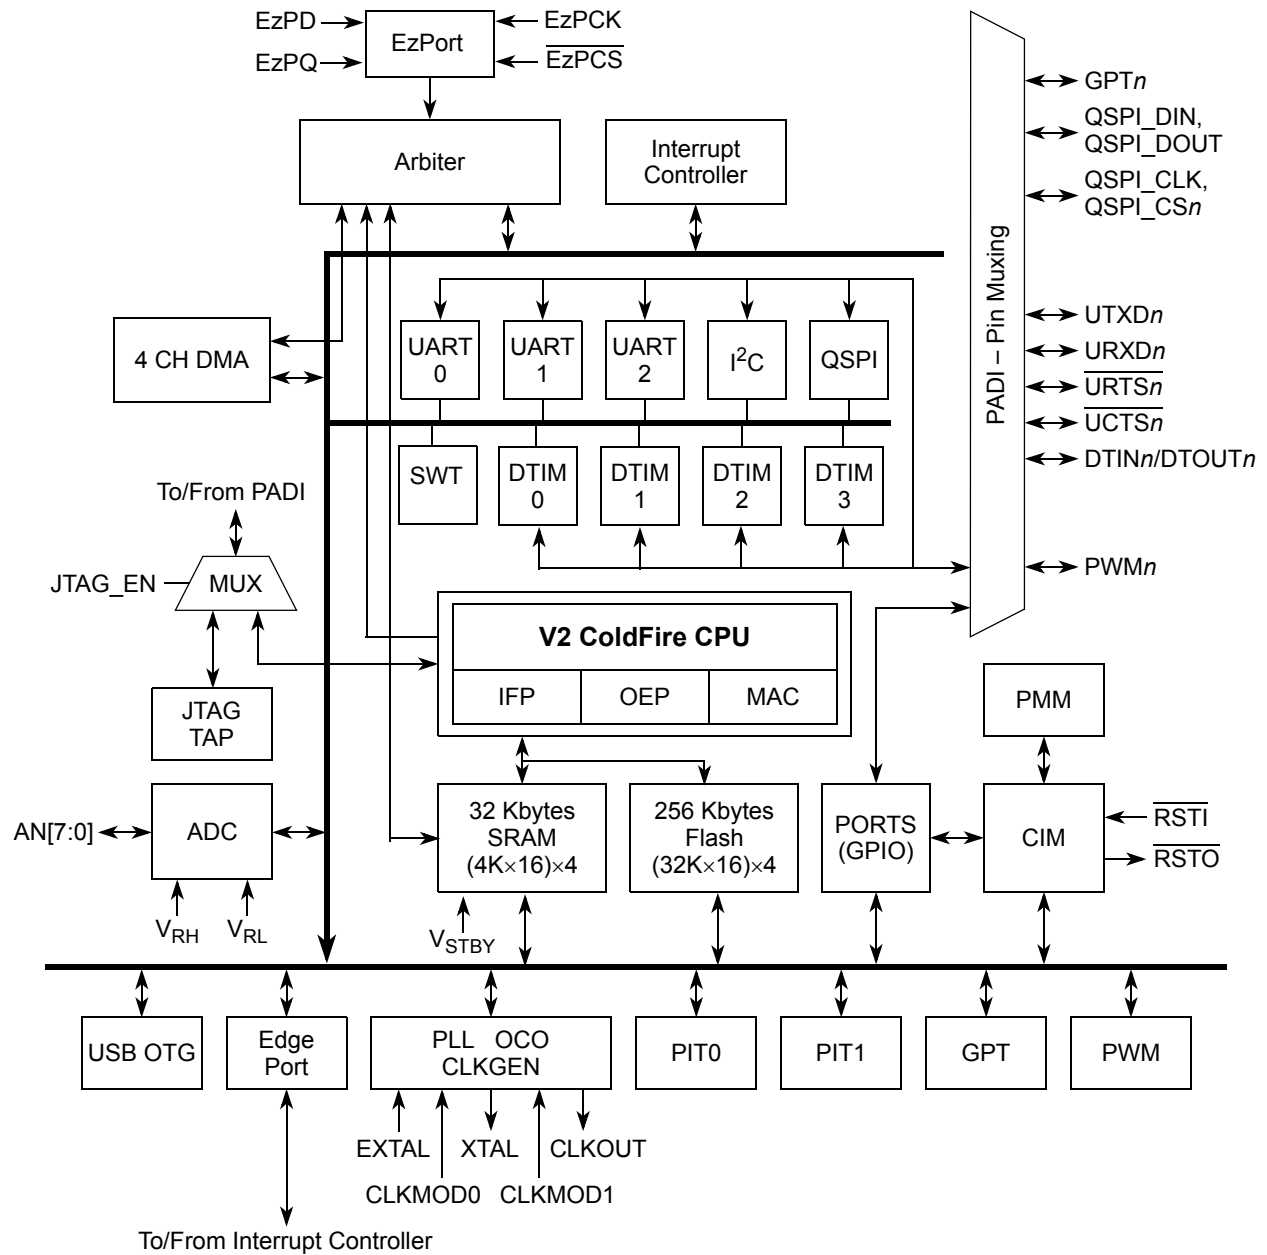 EzPD
EzPQ
EzPort
EzPCK
EzPCS
Arbiter
Interrupt
Controller
4 CH DMA
UART
0
UART
1
UART
2
I²C
QSPI
SWT
DTIM
0
DTIM
1
DTIM
2
DTIM
3
PADI – Pin Muxing
GPTn
QSPI_DIN,
QSPI_DOUT
QSPI_CLK,
QSPI_CSn
UTXDn
URXDn
URTSn
UCTSn
DTINn/DTOUTn
PWMn
To/From PADI
JTAG_EN
MUX
JTAG
TAP
V2 ColdFire CPU
IFP
OEP
MAC
PMM
AN[7:0]
ADC
VRH
VRL
32 Kbytes
SRAM
(4K×16)×4
VSTBY
256 Kbytes
Flash
(32K×16)×4
PORTS
(GPIO)
CIM
RSTI
RSTO
USB OTG
Edge
Port
PLL OCO
CLKGEN
PIT0
PIT1
GPT
PWM
EXTAL
XTAL
CLKOUT
CLKMOD0
CLKMOD1
To/From Interrupt Controller